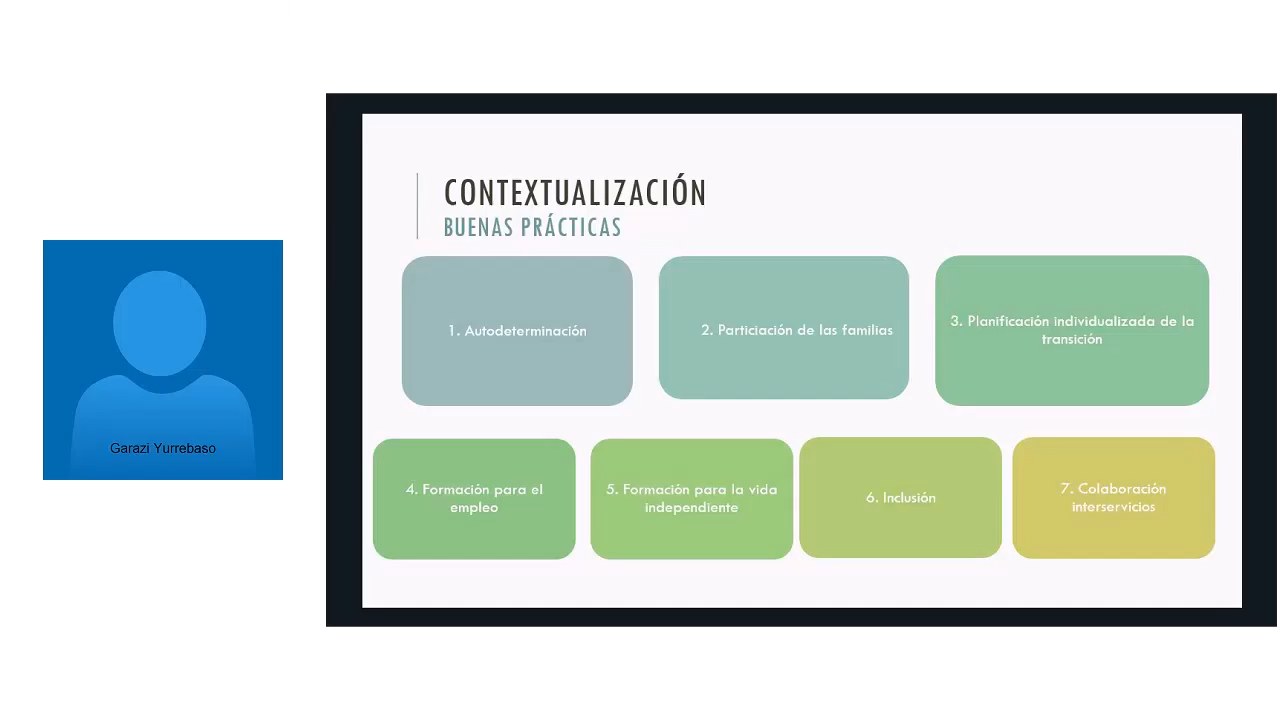 CONTEXTUALIZACIÓN
BUENAS PRÁCTICAS
1. Autodeterminación
2. Particiación de las familias
3. Planificación individualizada de la
transición
4. Formación para el
empleo
5. Formación para la vida
independiente
6. Inclusión
7. Colaboración
interservicios
Garazi Yurrebaso